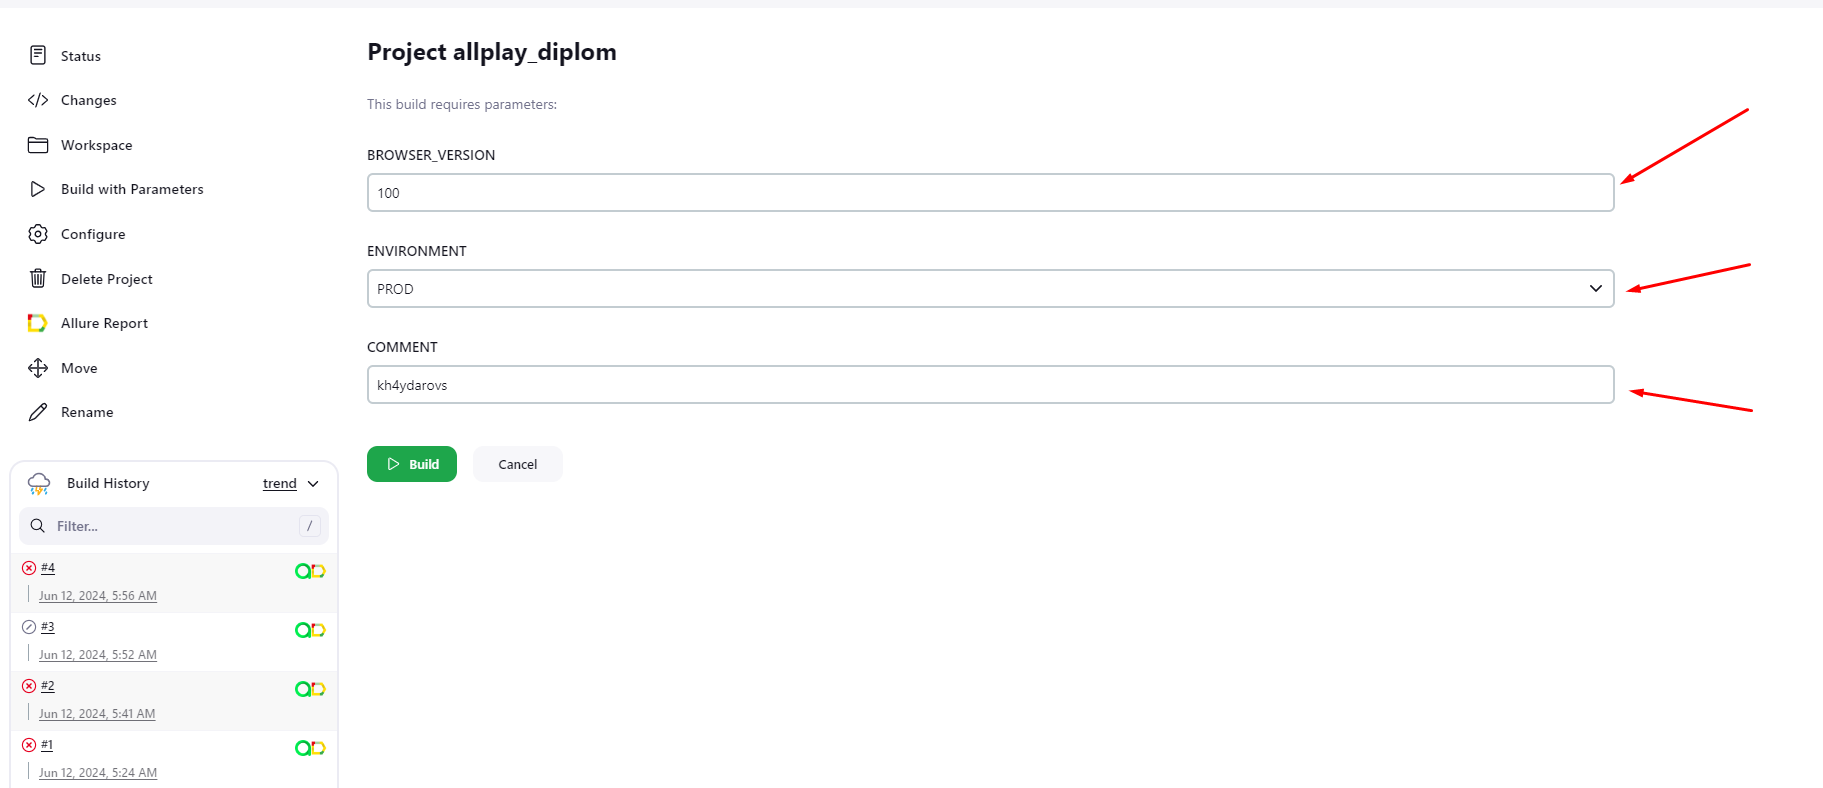 Status
Changes
Workspace
Build with Parameters
Configure
Delete Project
Allure Report
Move
Rename
Build History
trend
Filter...
/
#4
Jun 12, 2024, 5:56 AM
#3
Jun 12, 2024, 5:52 AM
#2
Jun 12, 2024, 5:41 AM
#1
Jun 12, 2024, 5:24 AM
Project allplay_diplom
This build requires parameters:
BROWSER_VERSION
100
ENVIRONMENT
PROD
COMMENT
kh4ydarovs
Build
Cancel